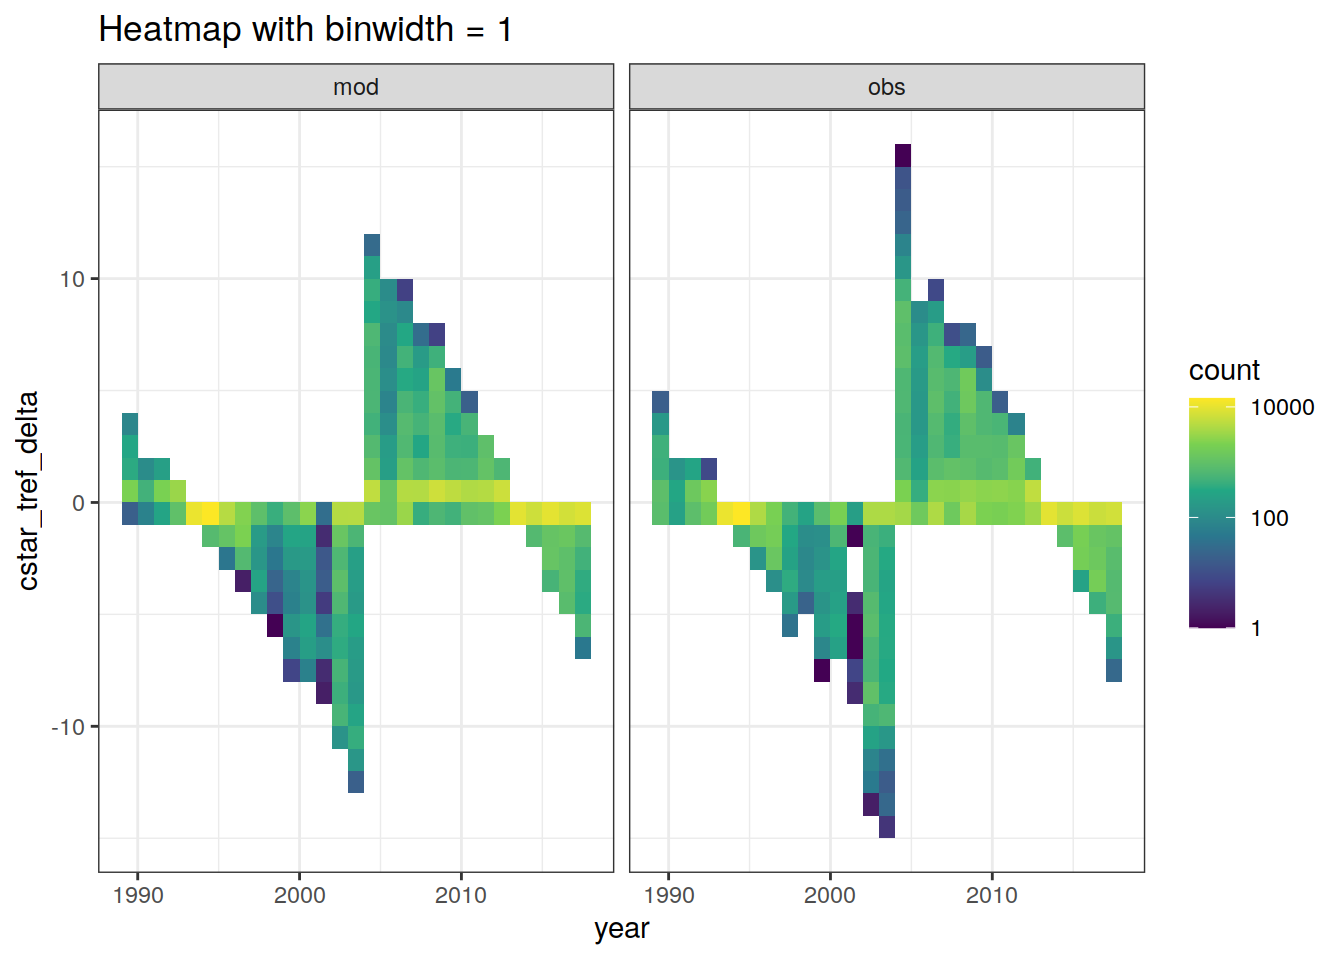 Heatmap with binwidth = 1
mod
obs
10
0
-10
cstar_tref_delta
1990
2000
2010
1990
2000
2010
year
count
10000
100
1